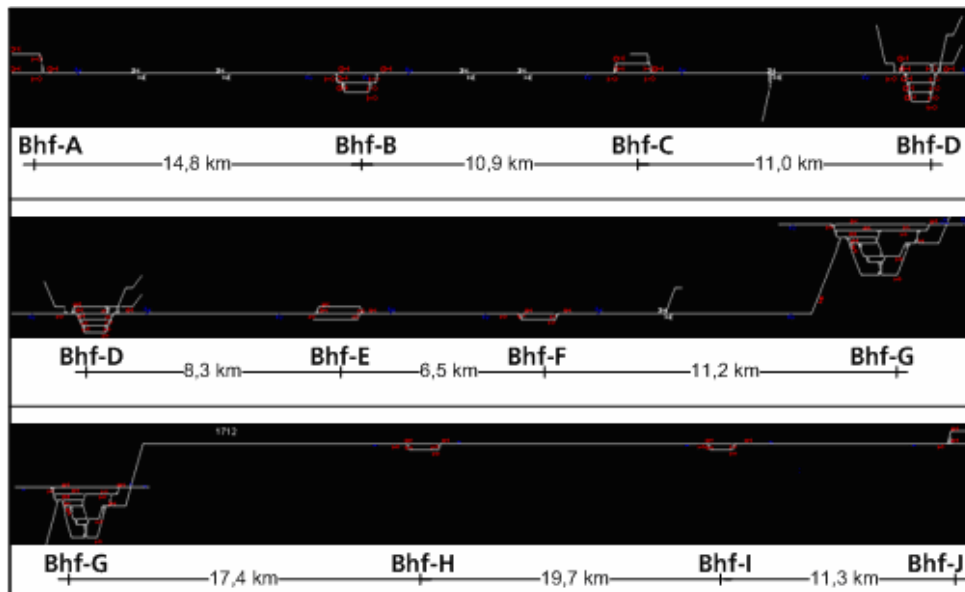 Bhf-A Bhf-B Bhf-C Bhf-D
14,8 km 10,9 km 11,0 km
Bhf-D Bhf-E Bhf-F Bhf-G
8,3 km 6,5 km 11,2 km
1712
Bhf-G Bhf-H Bhf-I Bhf-J
17,4 km 19,7 km 11,3 km